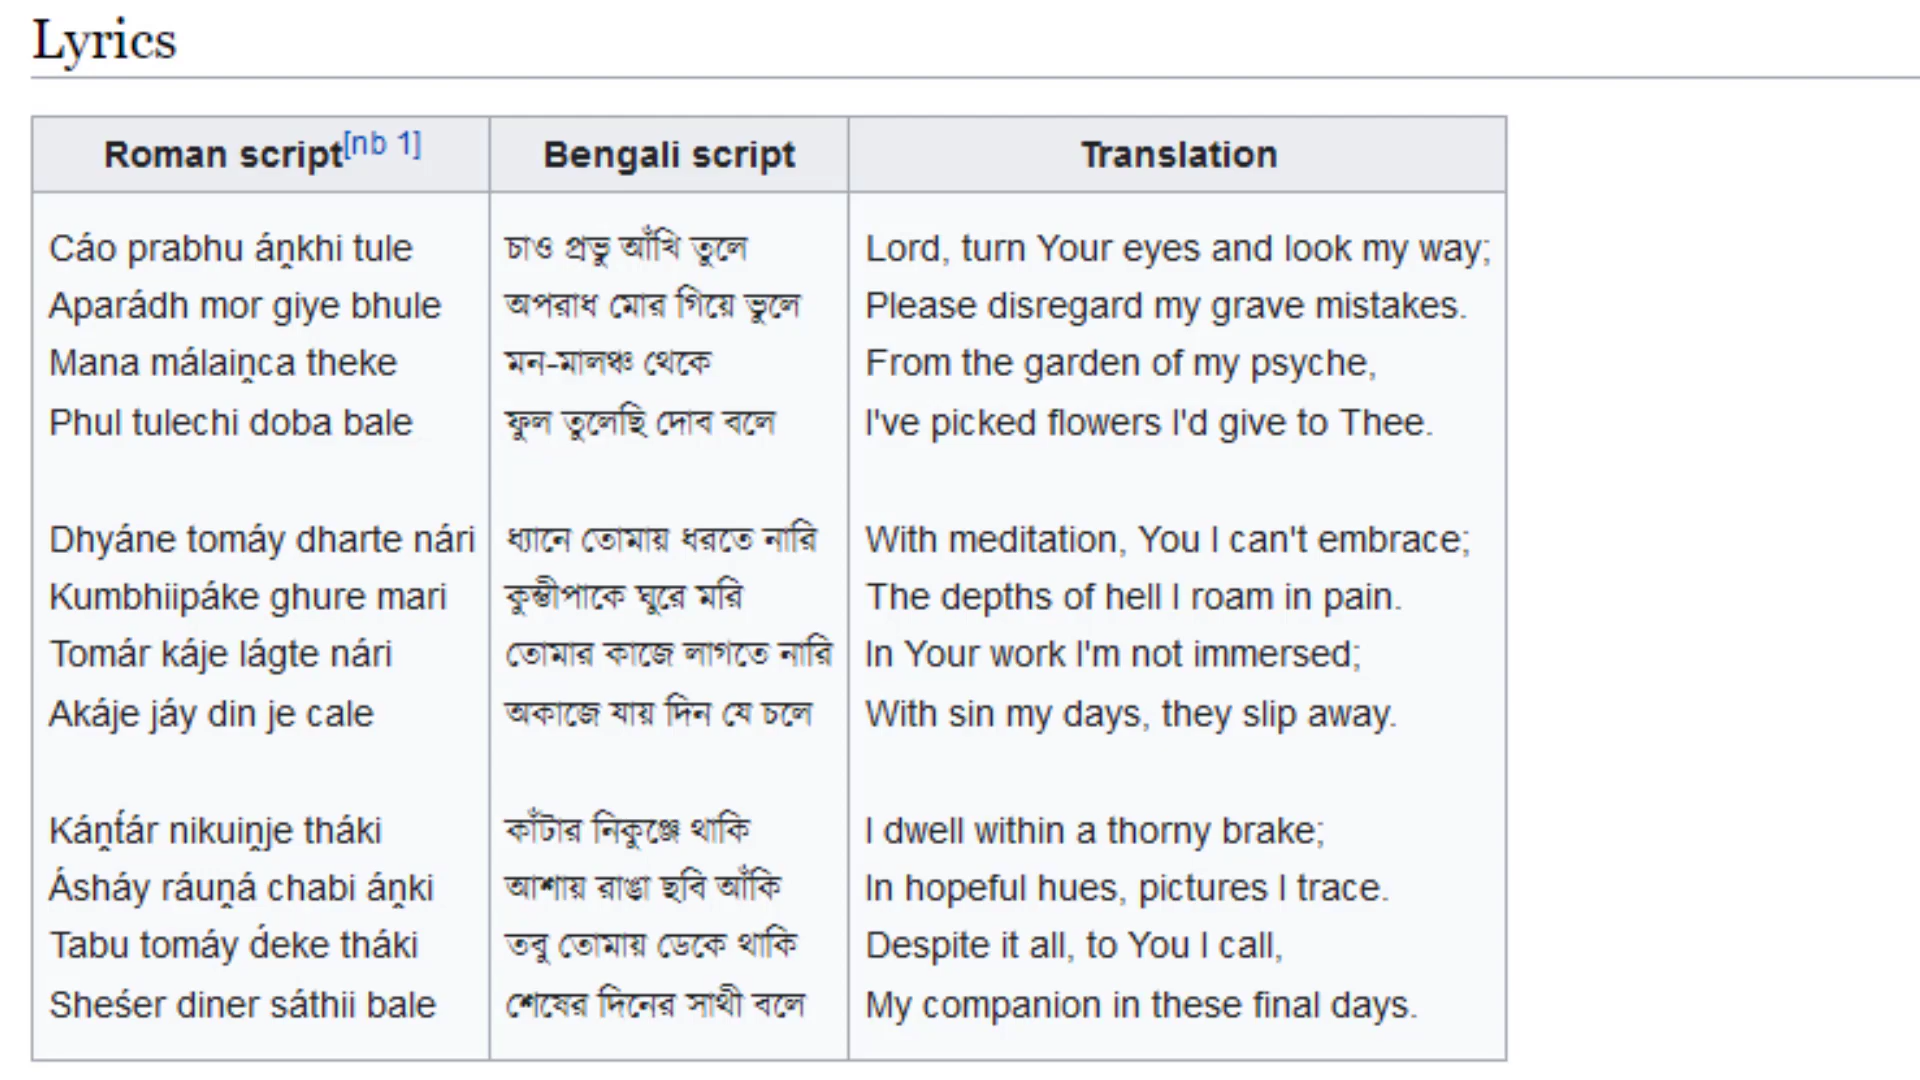 Lyrics
Roman script[nb 1] Bengali script Translation
Cáo prabhu áṋkhi tule চাও প্রভু আঁখি তুলে Lord, turn Your eyes and look my way;
Aparádh mor giye bhule অপরাধ মোর গিয়ে ভুলে Please disregard my grave mistakes.
Mana málaiṋca theke মন-মালঞ্চ থেকে From the garden of my psyche,
Phul tulechi doba bale ফুল তুলেছি দোব বলে I've picked flowers I'd give to Thee.
Dhyáne tomáy dharte nári ধ্যানে তোমায় ধরতে নারি With meditation, You I can't embrace;
Kumbhiipáke ghure mari কুম্ভীপাকে ঘুরে মরি The depths of hell I roam in pain.
Tomár káje lágte nári তোমার কাজে লাগতে নারি In Your work I'm not immersed;
Akáje jáy din je cale অকাজে যায় দিন যে চলে With sin my days, they slip away.
Káṋt́ár nikuiṋje tháki কাঁটার নিকুঞ্জে থাকি I dwell within a thorny brake;
Ásháy ráuṋá chabi áṋki আশায় রাঙা ছবি আঁকি In hopeful hues, pictures I trace.
Tabu tomáy d́eke tháki তবু তোমায় ডেকে থাকি Despite it all, to You I call,
Sheśer diner sáthii bale শেষের দিনের সাথী বলে My companion in these final days.